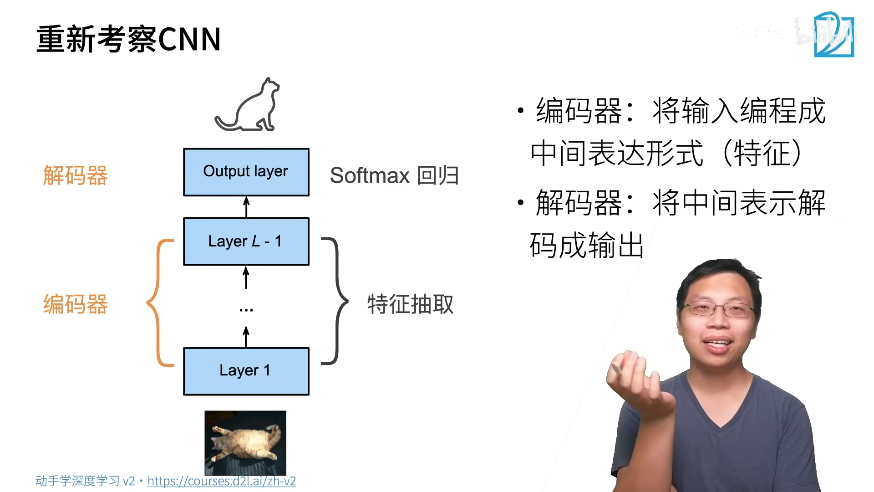 重新考察CNN
解码器
Output layer
Softmax 回归
Layer L - 1
编码器
...
特征抽取
Layer 1
• 编码器：将输入编程成
中间表达形式（特征）
• 解码器：将中间表示解
码成输出
动手学深度学习 v2 • https://courses.d2l.ai/zh-v2